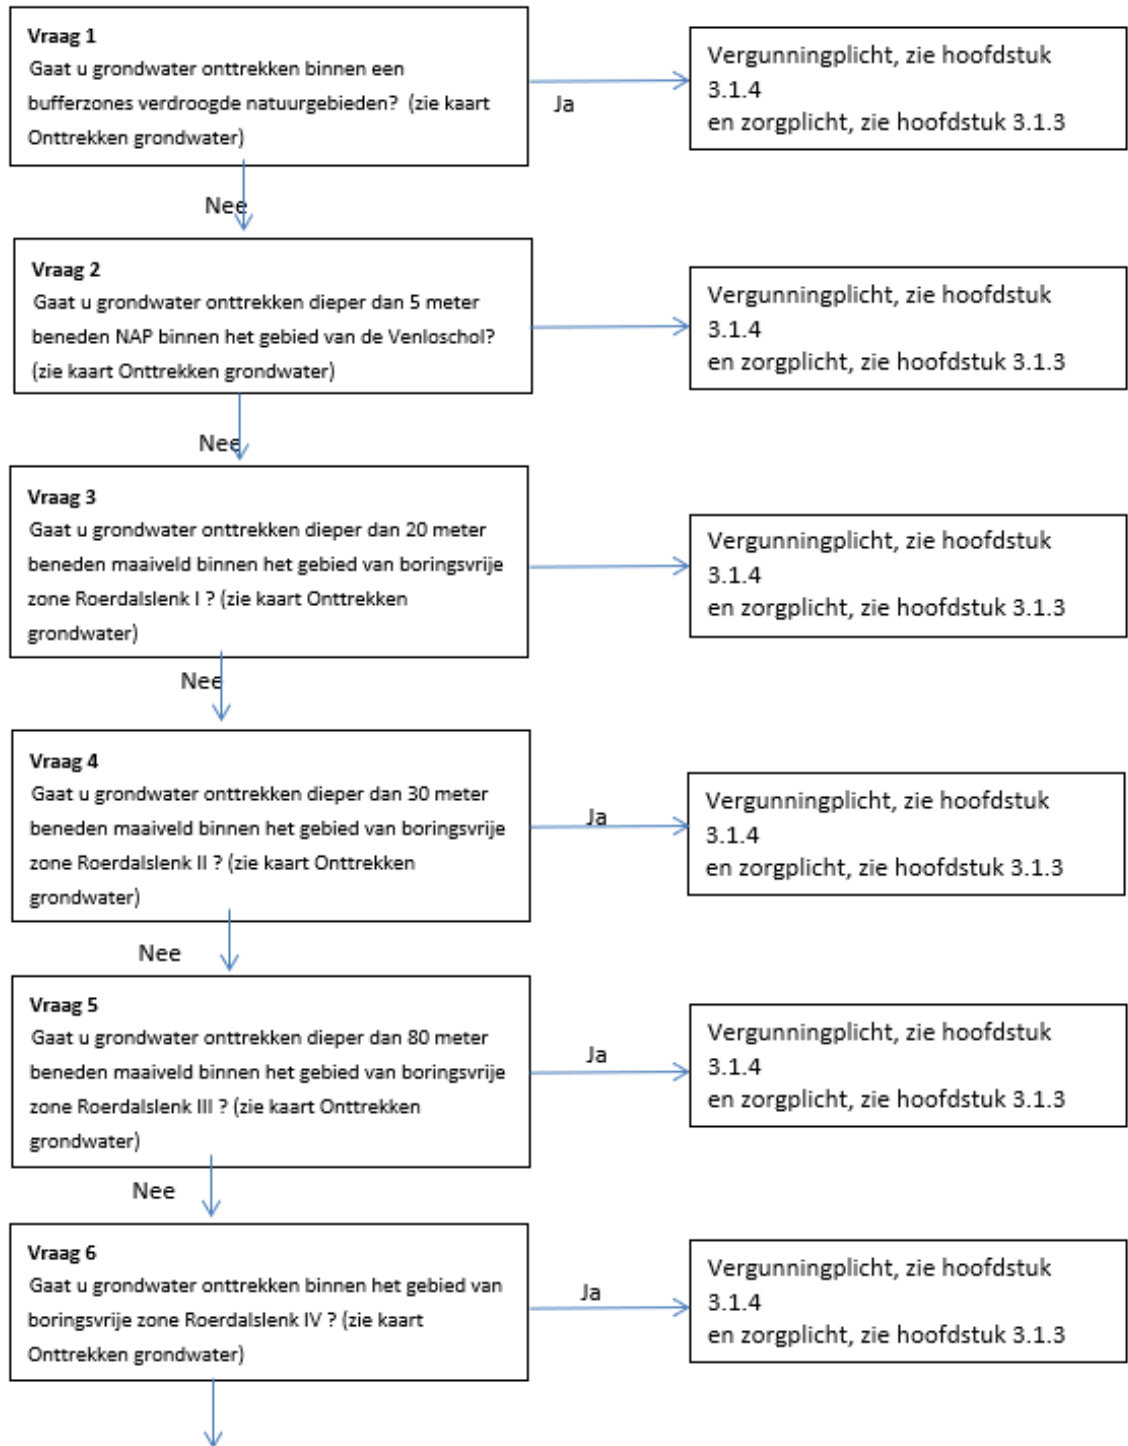 Vraag 1
Gaat u grondwater onttrekken binnen een
bufferzones verdroogde natuurgebieden? (zie kaart
Onttrekken grondwater)
Ja
Vergunningplicht, zie hoofdstuk
3.1.4
en zorgplicht, zie hoofdstuk 3.1.3
Nee
Vraag 2
Gaat u grondwater onttrekken dieper dan 5 meter
beneden NAP binnen het gebied van de Venloschol?
(zie kaart Onttrekken grondwater)
Vergunningplicht, zie hoofdstuk
3.1.4
en zorgplicht, zie hoofdstuk 3.1.3
Nee
Vraag 3
Gaat u grondwater onttrekken dieper dan 20 meter
beneden maaiveld binnen het gebied van boringsvrije
zone Roerdalslenk I ? (zie kaart Onttrekken
grondwater)
Vergunningplicht, zie hoofdstuk
3.1.4
en zorgplicht, zie hoofdstuk 3.1.3
Nee
Vraag 4
Gaat u grondwater onttrekken dieper dan 30 meter
beneden maaiveld binnen het gebied van boringsvrije
zone Roerdalslenk II ? (zie kaart Onttrekken
grondwater)
Ja
Vergunningplicht, zie hoofdstuk
3.1.4
en zorgplicht, zie hoofdstuk 3.1.3
Nee
Vraag 5
Gaat u grondwater onttrekken dieper dan 80 meter
beneden maaiveld binnen het gebied van boringsvrije
zone Roerdalslenk III ? (zie kaart Onttrekken
grondwater)
Ja
Vergunningplicht, zie hoofdstuk
3.1.4
en zorgplicht, zie hoofdstuk 3.1.3
Nee
Vraag 6
Gaat u grondwater onttrekken binnen het gebied van
boringsvrije zone Roerdalslenk IV ? (zie kaart
Onttrekken grondwater)
Ja
Vergunningplicht, zie hoofdstuk
3.1.4
en zorgplicht, zie hoofdstuk 3.1.3